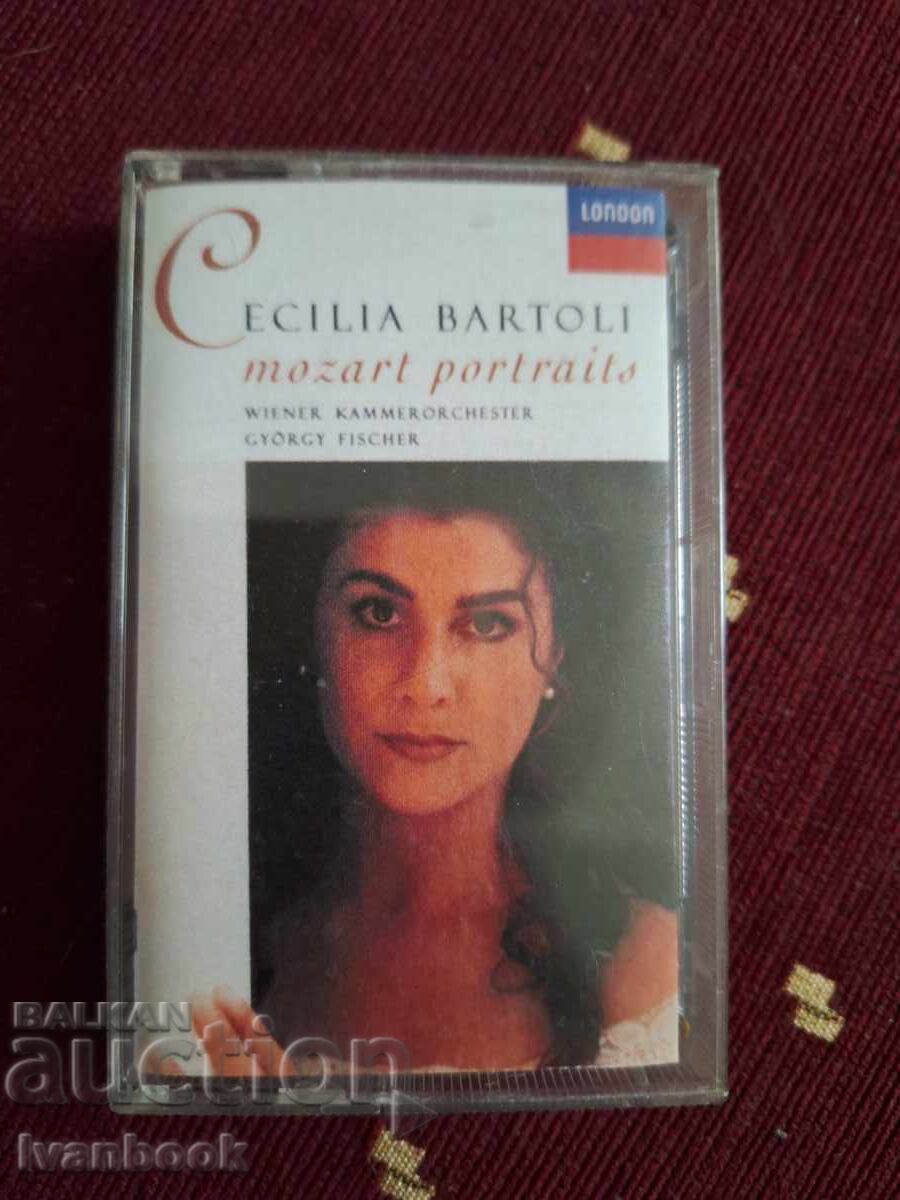 LONDON
CECILIA BARTOLI
mozart portraits
WIENER KAMMERORCHESTER
GYÖRGY FISCHER
BALKAN
auction
Ivanbook